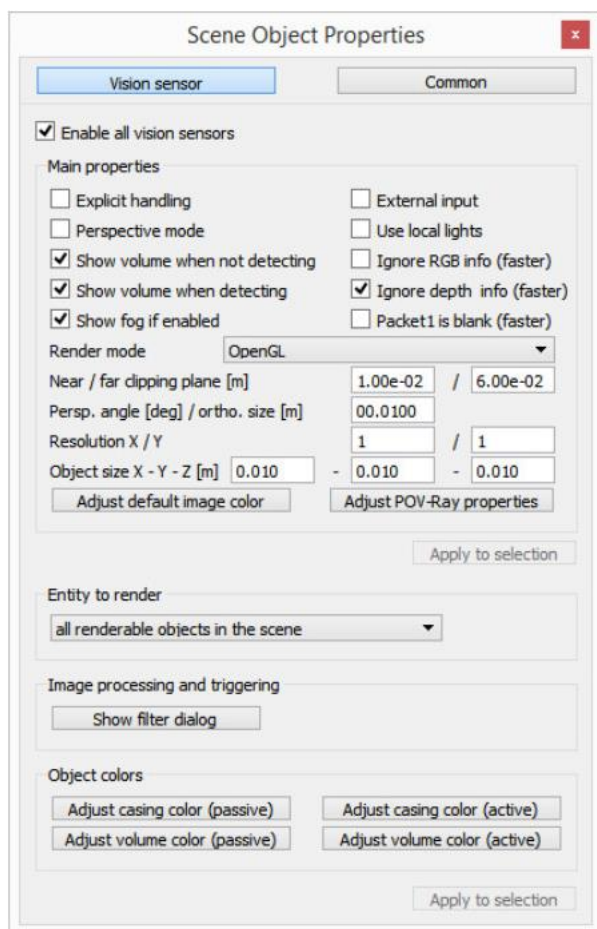 Scene Object Properties
x
Vision sensor Common
Enable all vision sensors
Main properties
Explicit handling External input
Perspective mode Use local lights
Show volume when not detecting Ignore RGB info (faster)
Show volume when detecting Ignore depth info (faster)
Show fog if enabled Packet1 is blank (faster)
Render mode OpenGL
Near / far clipping plane [m] 1.00e-02 / 6.00e-02
Persp. angle [deg] / ortho. size [m] 00.0100
Resolution X / Y 1 / 1
Object size X - Y - Z [m] 0.010 - 0.010 - 0.010
Adjust default image color Adjust POV-Ray properties
Apply to selection
Entity to render
all renderable objects in the scene
Image processing and triggering
Show filter dialog
Object colors
Adjust casing color (passive) Adjust casing color (active)
Adjust volume color (passive) Adjust volume color (active)
Apply to selection